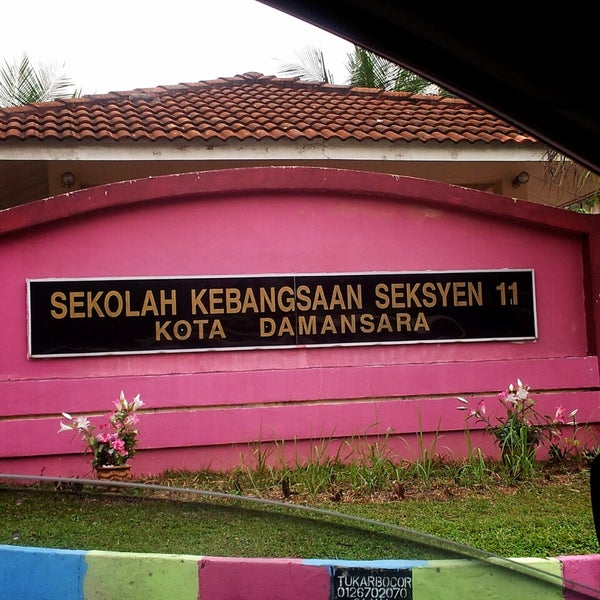 SEKOLAH KEBANGSAAN SEKSYEN 11
KOTA DAMANSARA
TUKARBOCOR
0126702070